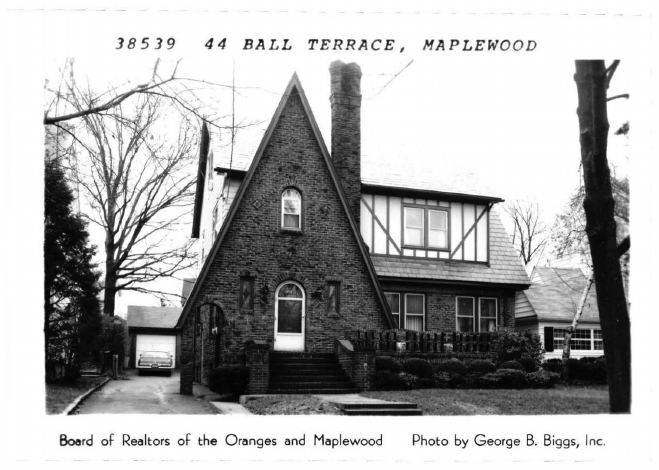 38539 44 BALL TERRACE, MAPLEWOOD
Board of Realtors of the Oranges and Maplewood Photo by George B. Biggs, Inc.